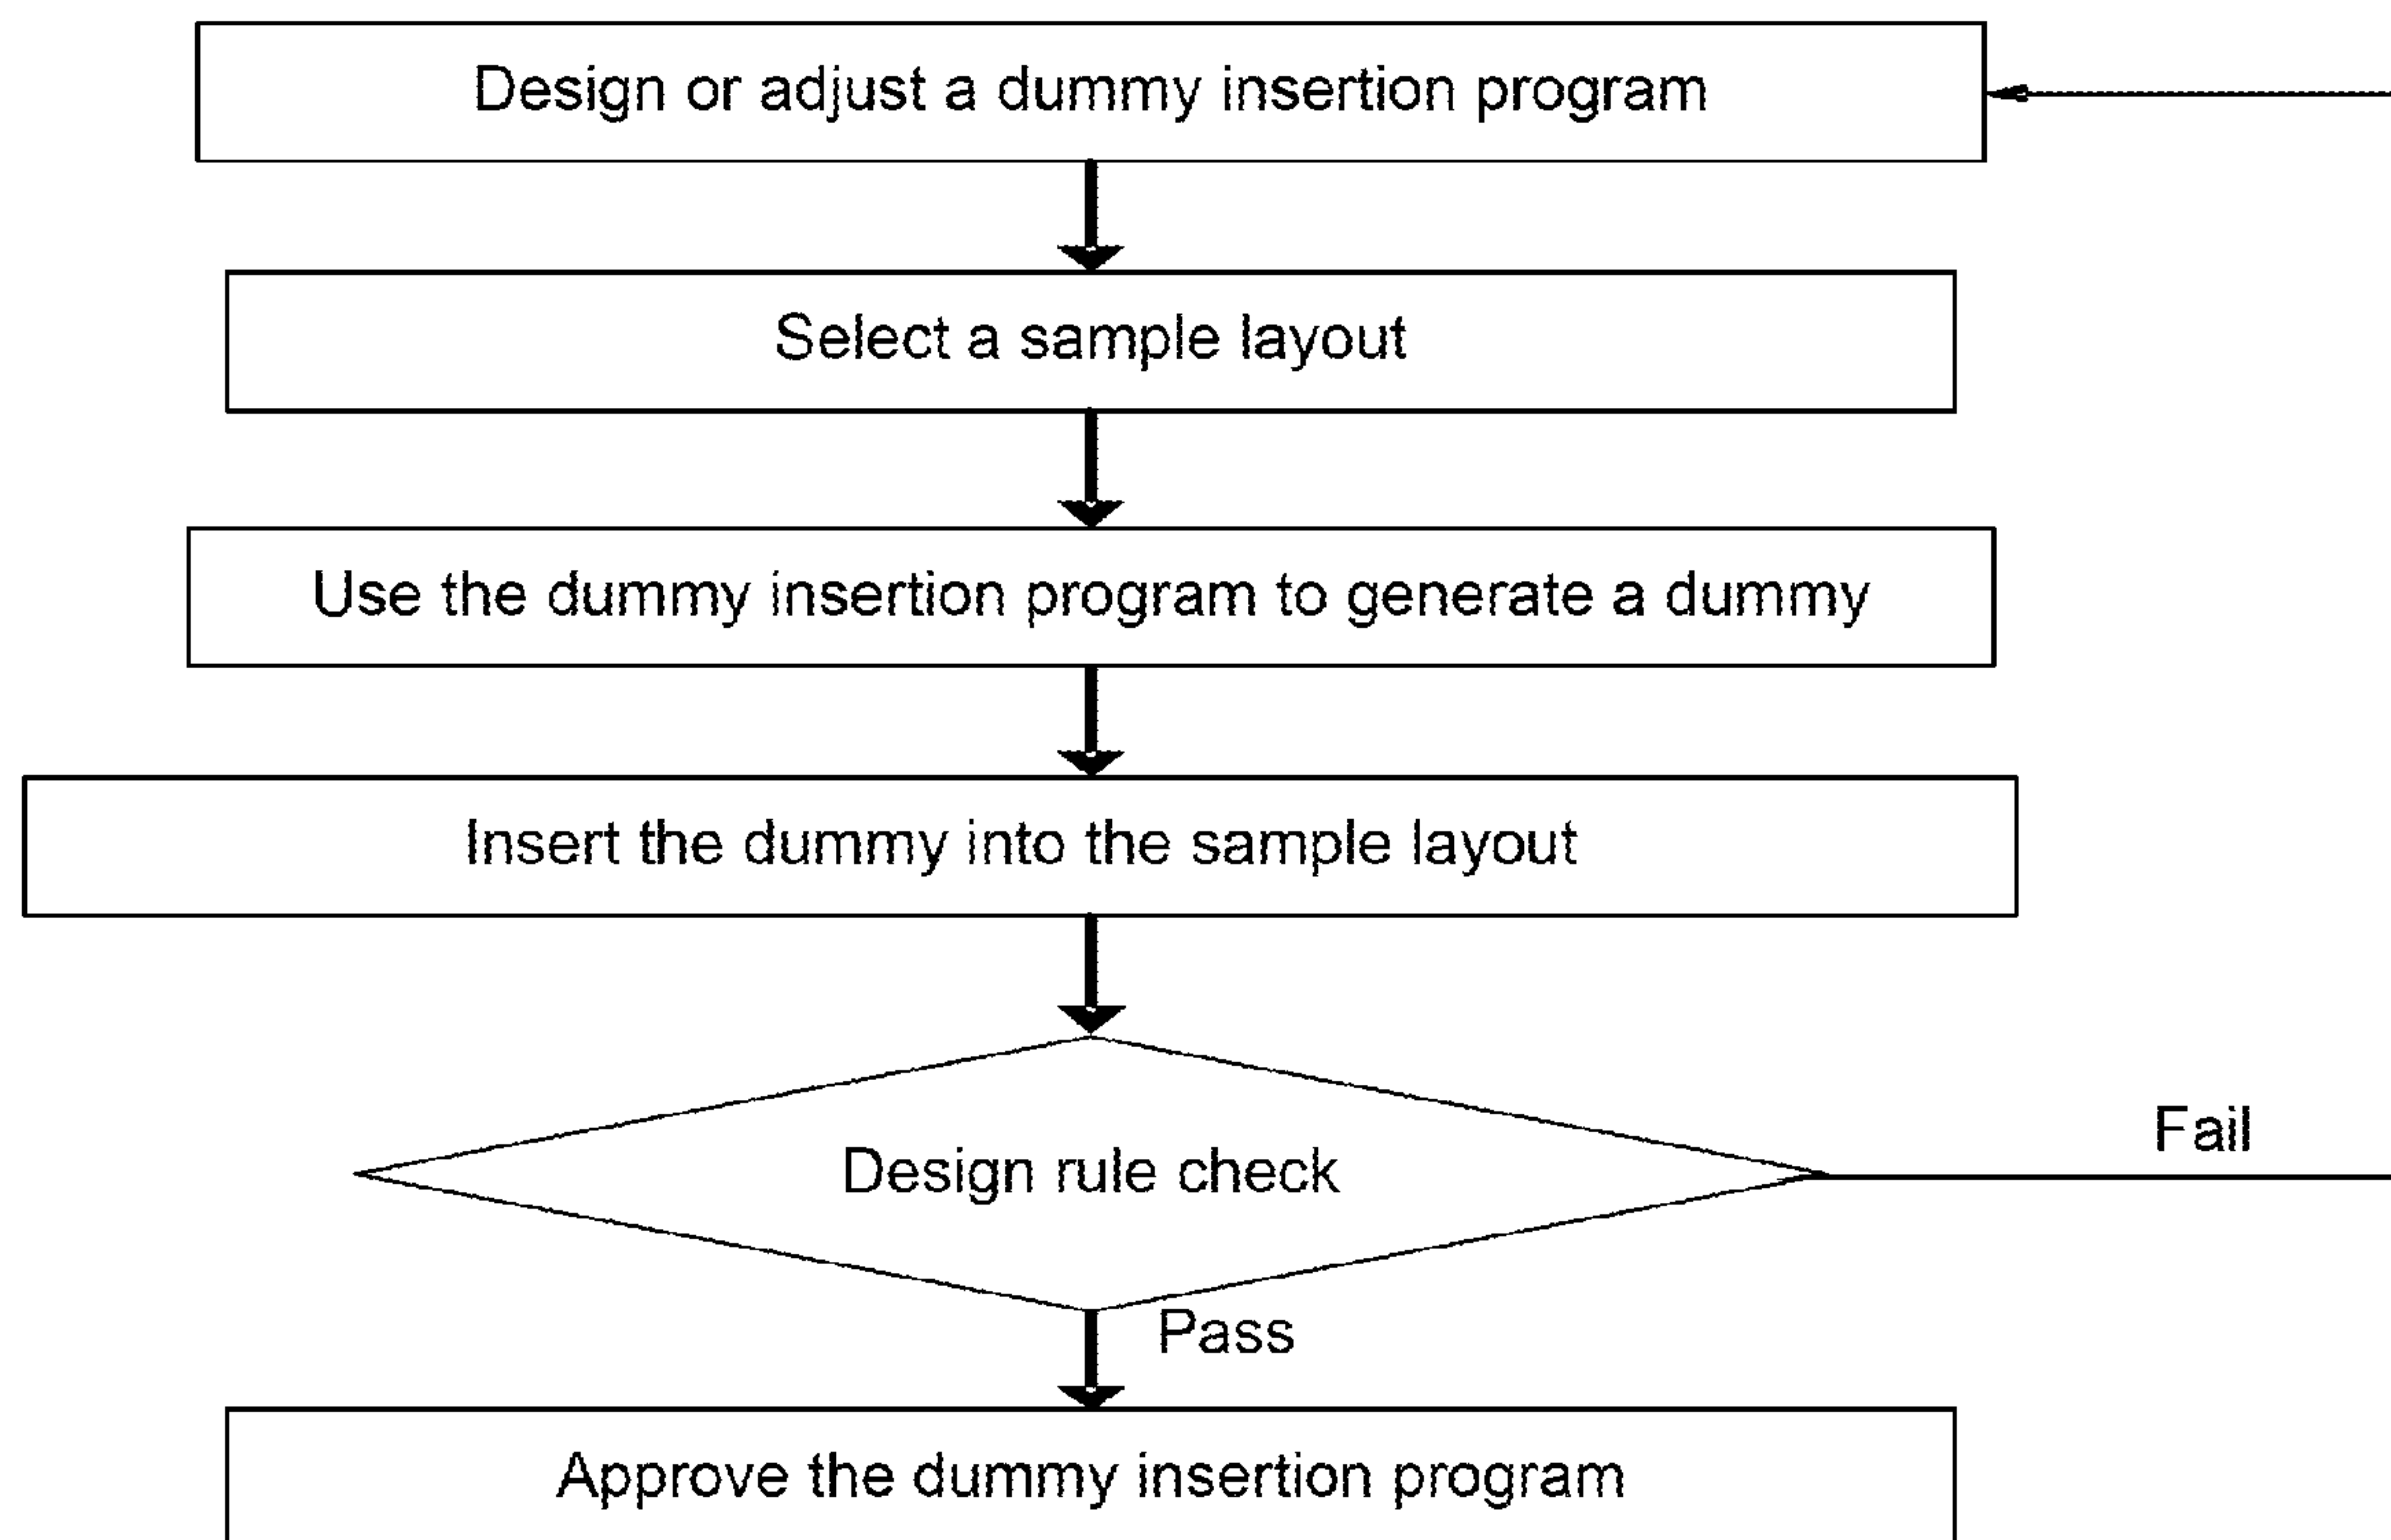 Design or adjust a dummy insertion program
Select a sample layout
Use the dummy insertion program to generate a dummy
Insert the dummy into the sample layout
Design rule check
Fail
Pass
Approve the dummy insertion program